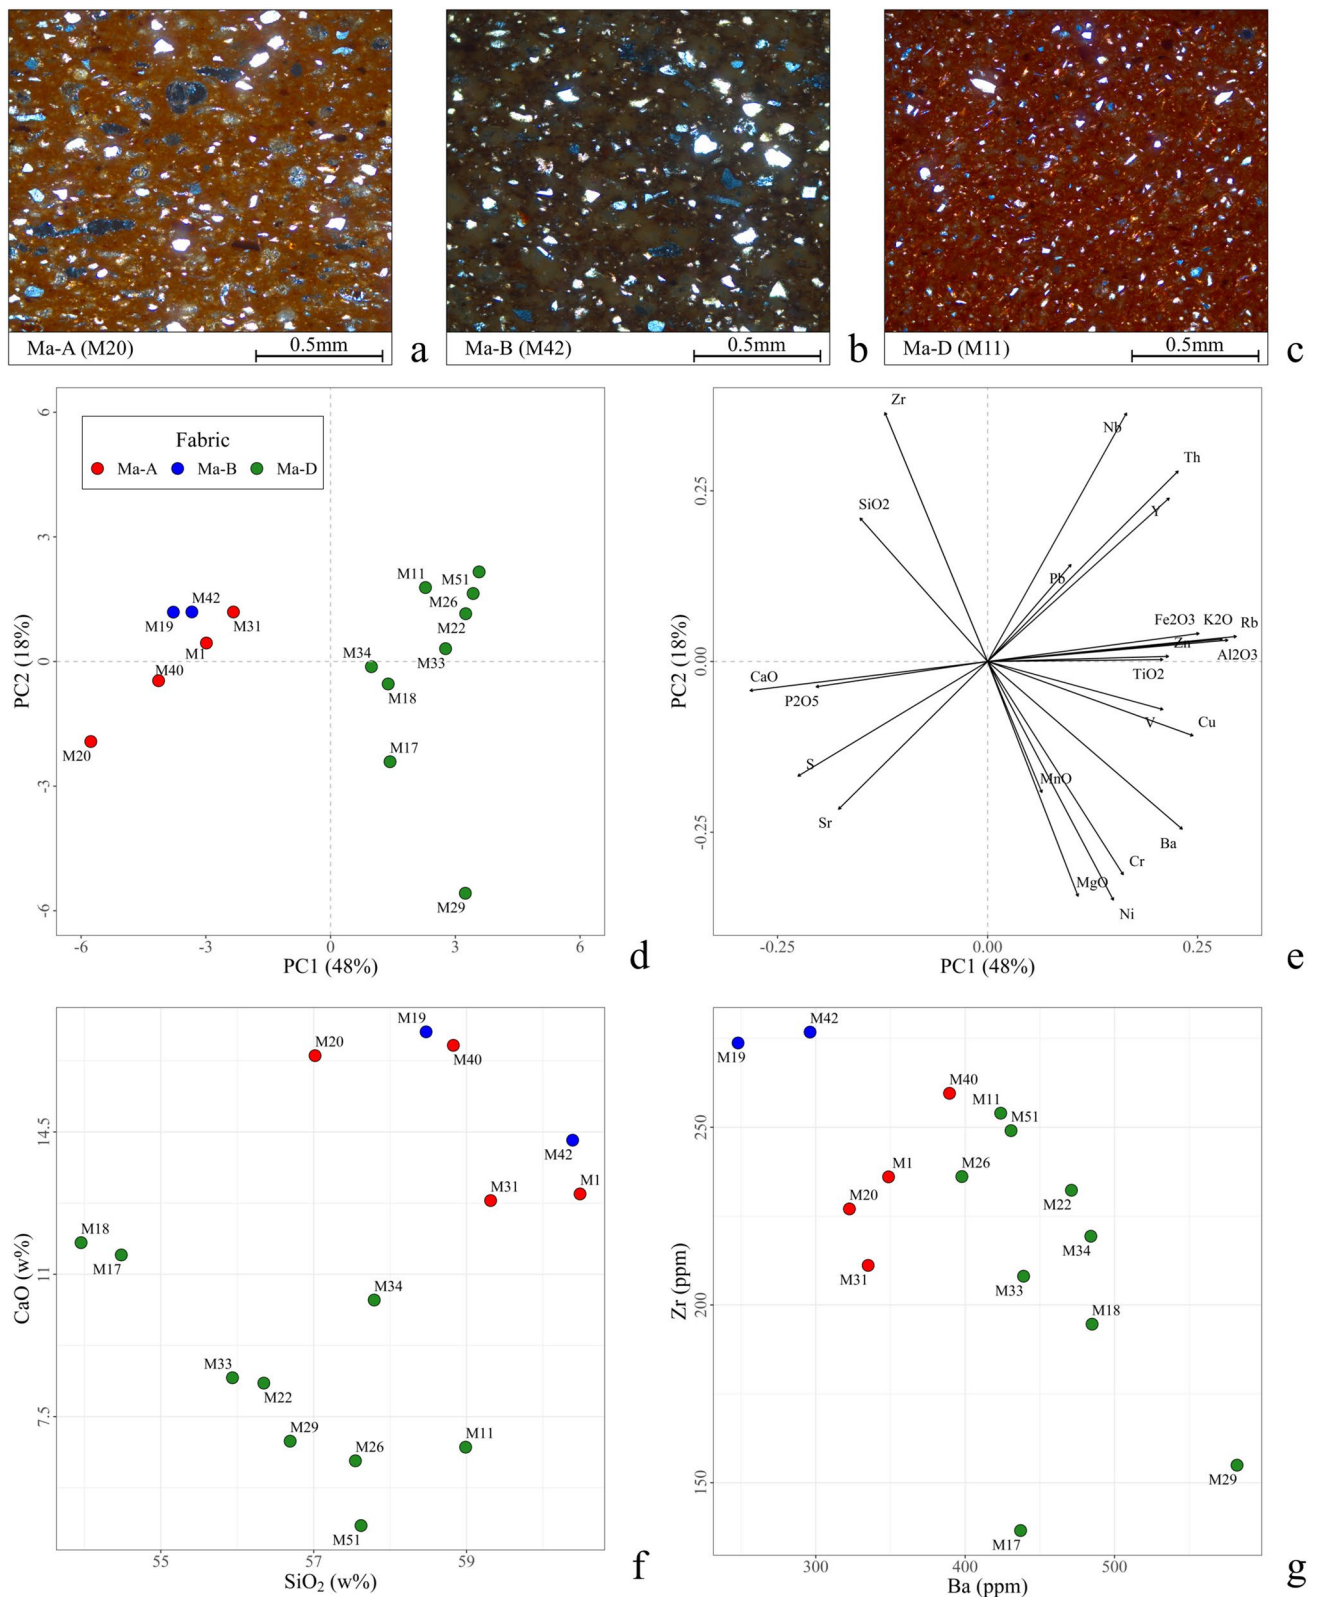 Ma-A (M20)
0.5mm
a
Ma-B (M42)
0.5mm
b
Ma-D (M11)
0.5mm
c
Fabric
Ma-A
Ma-B
Ma-D
M11
M51
M26
M22
M33
M34
M18
M17
M29
M42
M19
M31
M1
M40
M20
6
3
0
-3
-6
PC2 (18%)
-6
-3
0
3
6
PC1 (48%)
d
Zr
Nb
Th
SiO2
Y
Pb
Fe2O3
K2O
Rb
Zn
Al2O3
TiO2
CaO
P2O5
V
Cu
S
MnO
Sr
Ba
Cr
MgO
Ni
0.25
0.00
-0.25
PC2 (18%)
-0.25
0.00
0.25
PC1 (48%)
e
M19
M20
M40
M42
M31
M1
M18
M17
M34
M33
M22
M29
M26
M11
M51
14.5
11
7.5
CaO (w%)
55
57
59
SiO₂ (w%)
f
M42
M19
M40
M11
M51
M1
M26
M20
M22
M34
M31
M33
M18
M29
M17
250
200
150
Zr (ppm)
300
400
500
Ba (ppm)
g